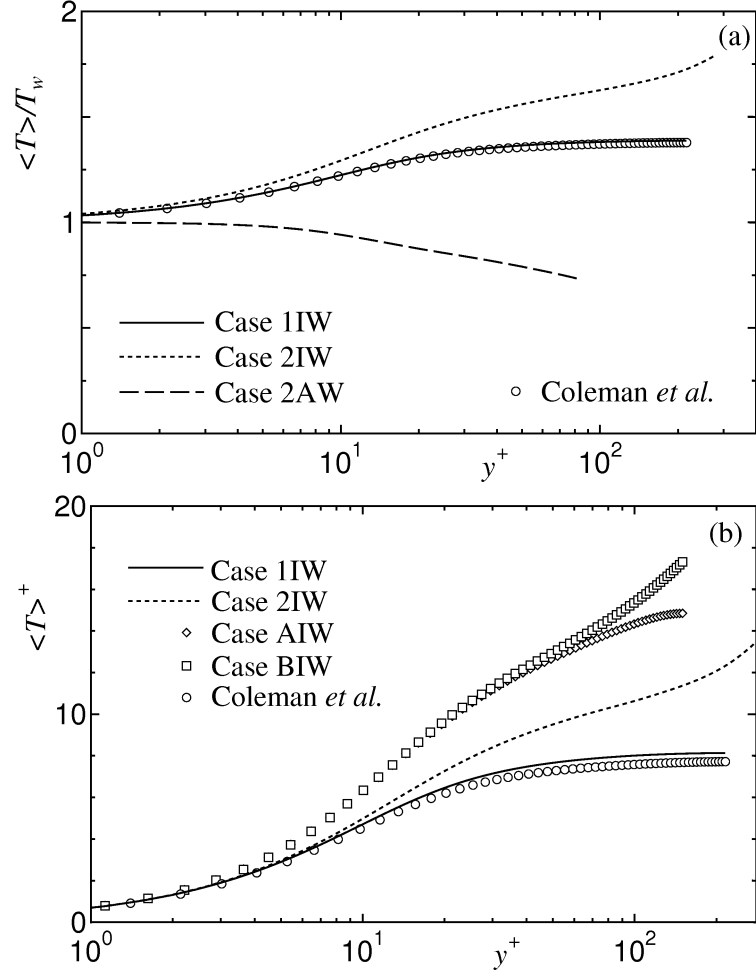 2
(a)
<T>/T_w
1
Case 1IW
Case 2IW
Case 2AW
Coleman et al.
0
10^0
10^1
y^+
10^2
20
(b)
<T>^+
Case 1IW
Case 2IW
Case AIW
Case BIW
Coleman et al.
10
0
10^0
10^1
y^+
10^2